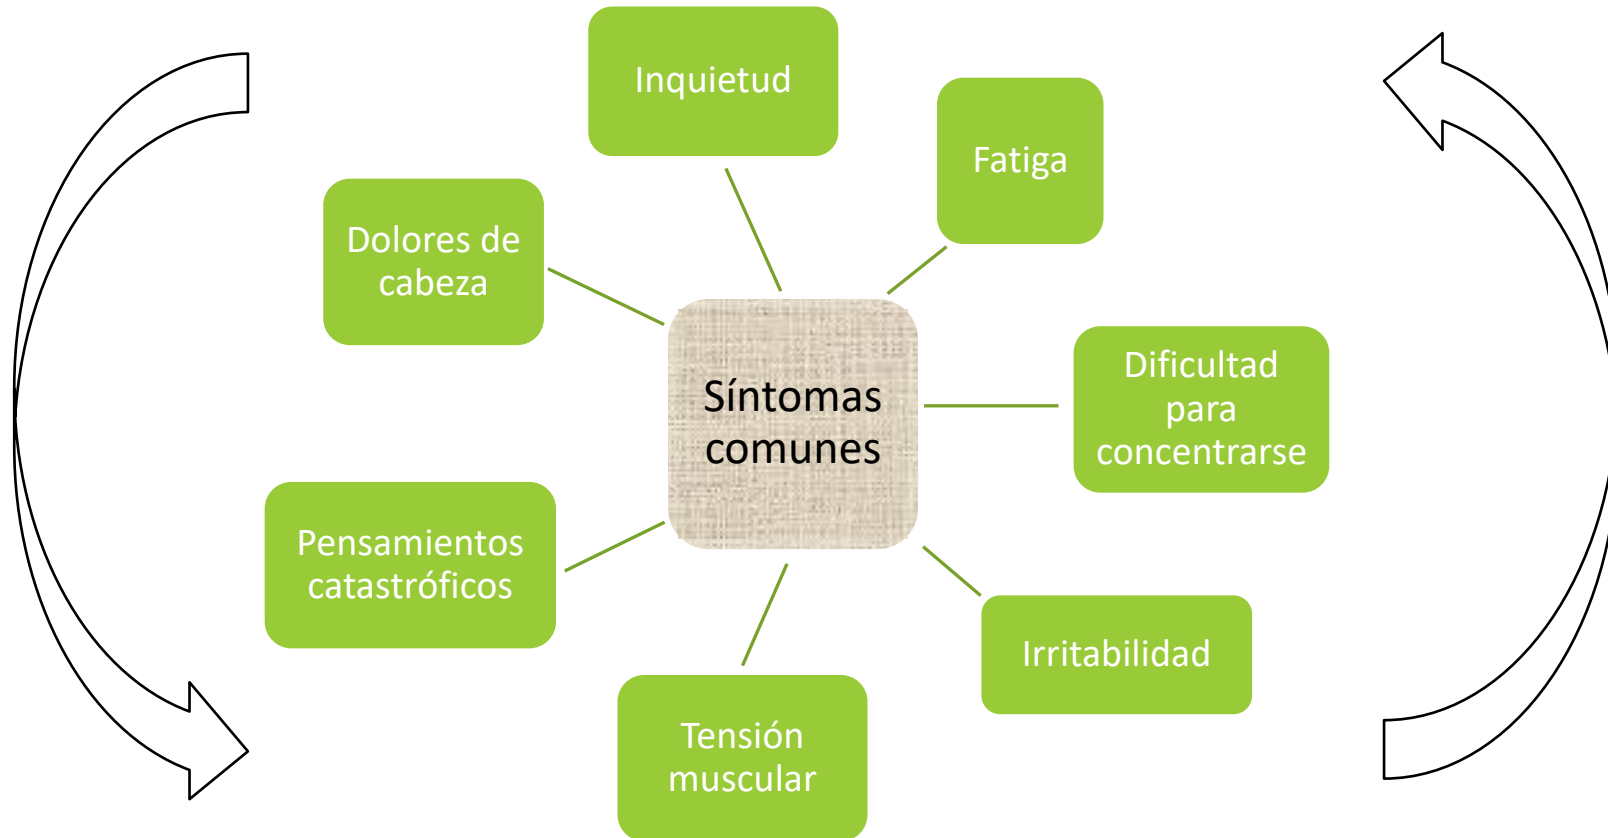 Inquietud
Fatiga
Dificultad
para
concentrarse
Irritabilidad
Tensión
muscular
Pensamientos
catastróficos
Dolores de
cabeza
Síntomas
comunes